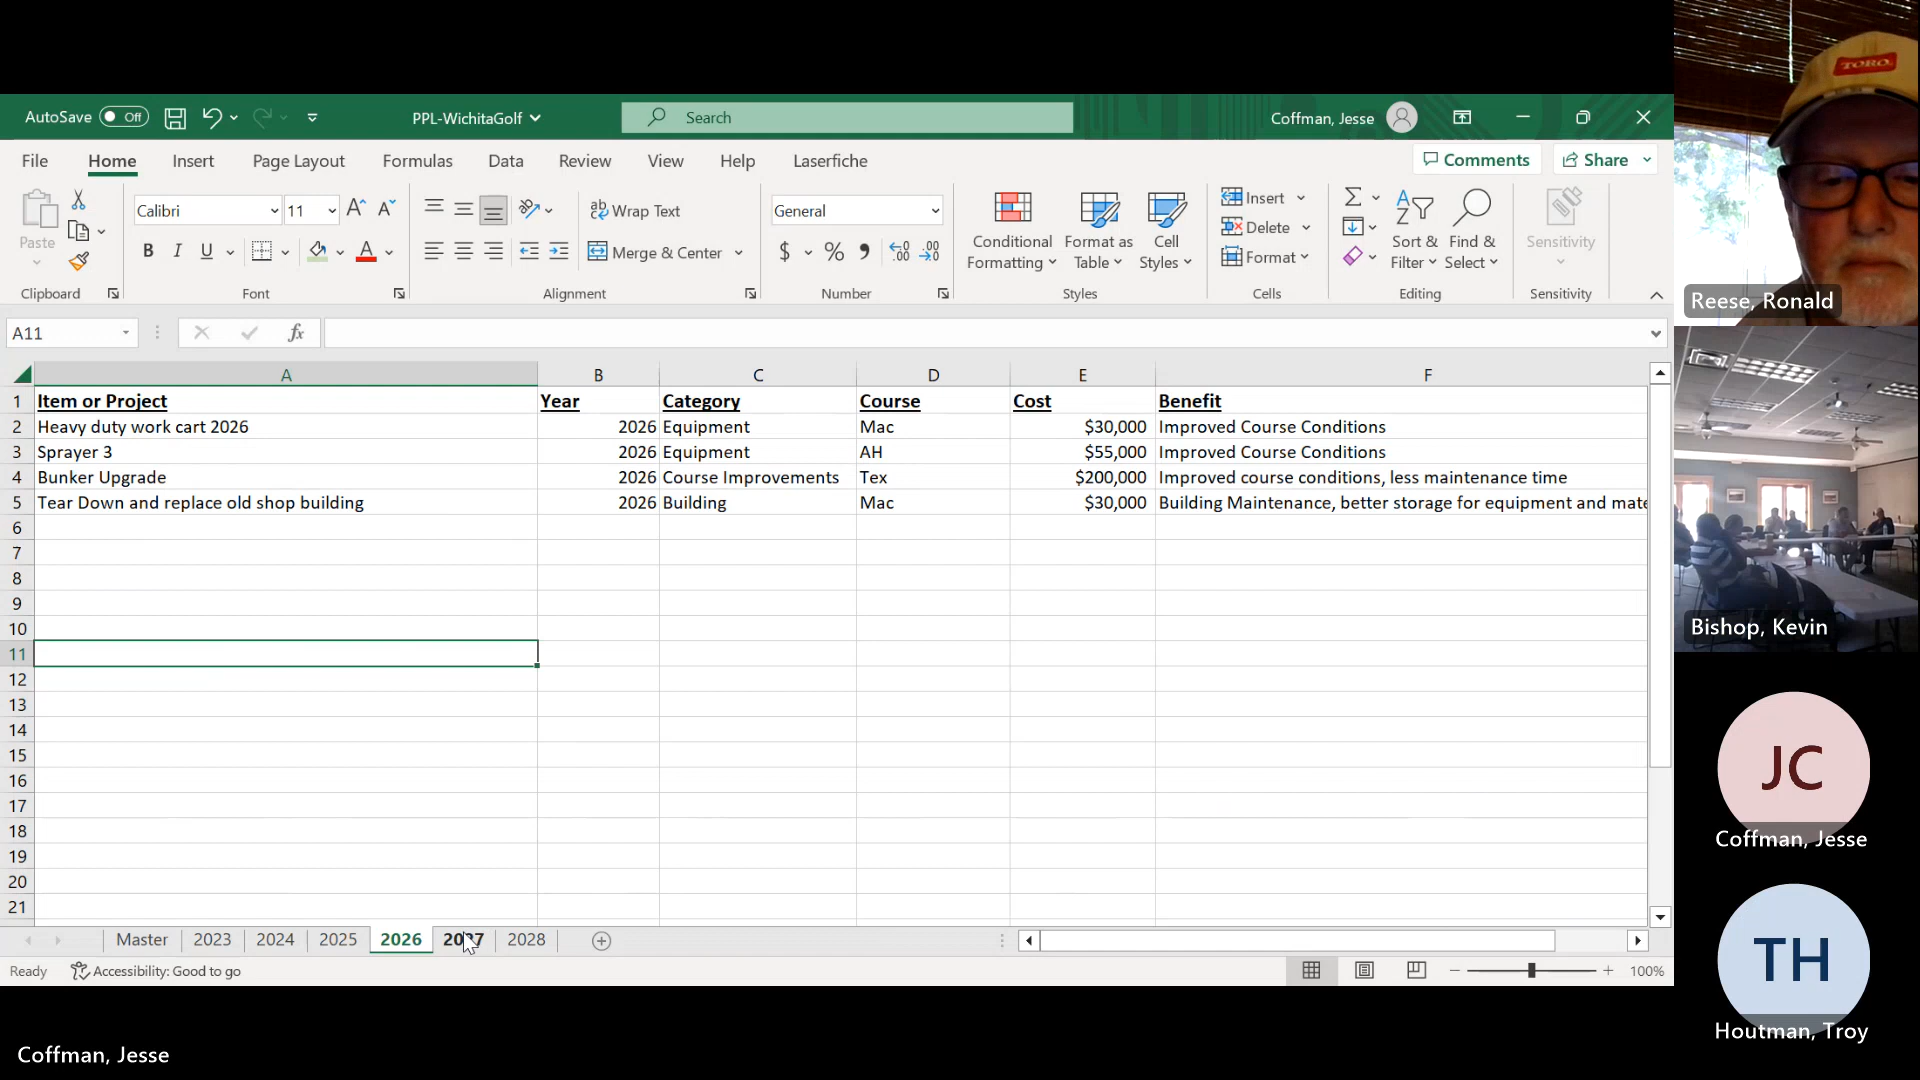 AutoSave Off PPL-WichitaGolf Search Coffman, Jesse
File Home Insert Page Layout Formulas Data Review View Help Laserfiche Comments Share
Paste Calibri 11 Wrap Text General Conditional Formatting Format as Table Cell Styles Insert Sort & Filter Find & Select Sensitivity
B I U A Merge & Center $ % Delete
Format
Clipboard Font Alignment Number Styles Cells Editing Sensitivity
A11 fx
A B C D E F
1 Item or Project Year Category Course Cost Benefit
2 Heavy duty work cart 2026 2026 Equipment Mac $30,000 Improved Course Conditions
3 Sprayer 3 2026 Equipment AH $55,000 Improved Course Conditions
4 Bunker Upgrade 2026 Course Improvements Tex $200,000 Improved course conditions, less maintenance time
5 Tear Down and replace old shop building 2026 Building Mac $30,000 Building Maintenance, better storage for equipment and mate
6
7
8
9
10
11
12
13
14
15
16
17
18
19
20
21
Master 2023 2024 2025 2026 2027 2028
Ready Accessibility: Good to go 100%
Coffman, Jesse
TORO
Reese, Ronald
Bishop, Kevin
JC
Coffman, Jesse
TH
Houtman, Troy